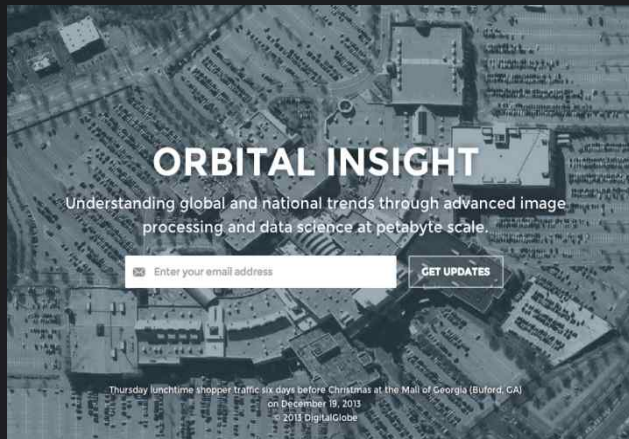 ORBITAL INSIGHT
Understanding global and national trends through advanced image
processing and data science at petabyte scale.
Enter your email address
GET UPDATES
Thursday lunchtime shopper traffic six days before Christmas at the Mall of Georgia (Buford, GA)
on December 19, 2013
© 2013 DigitalGlobe